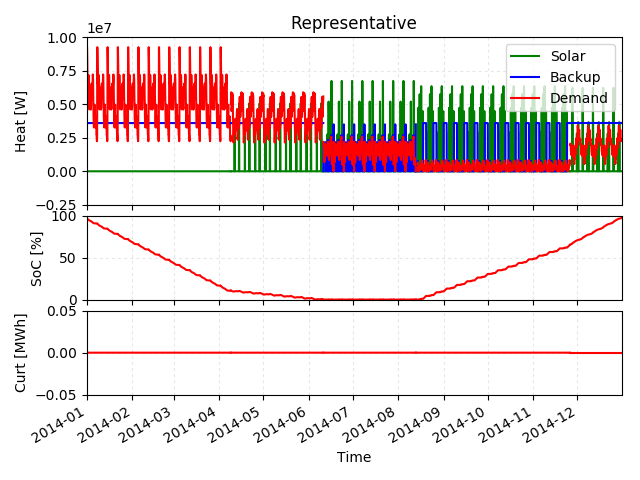 Representative
1e7
1.00
0.75
0.50
0.25
0.00
−0.25
Heat [W]
Solar
Backup
Demand
100
50
0
SoC [%]
0.05
0.00
−0.05
Curt [MWh]
2014-01
2014-02
2014-03
2014-04
2014-05
2014-06
2014-07
2014-08
2014-09
2014-10
2014-11
2014-12
Time